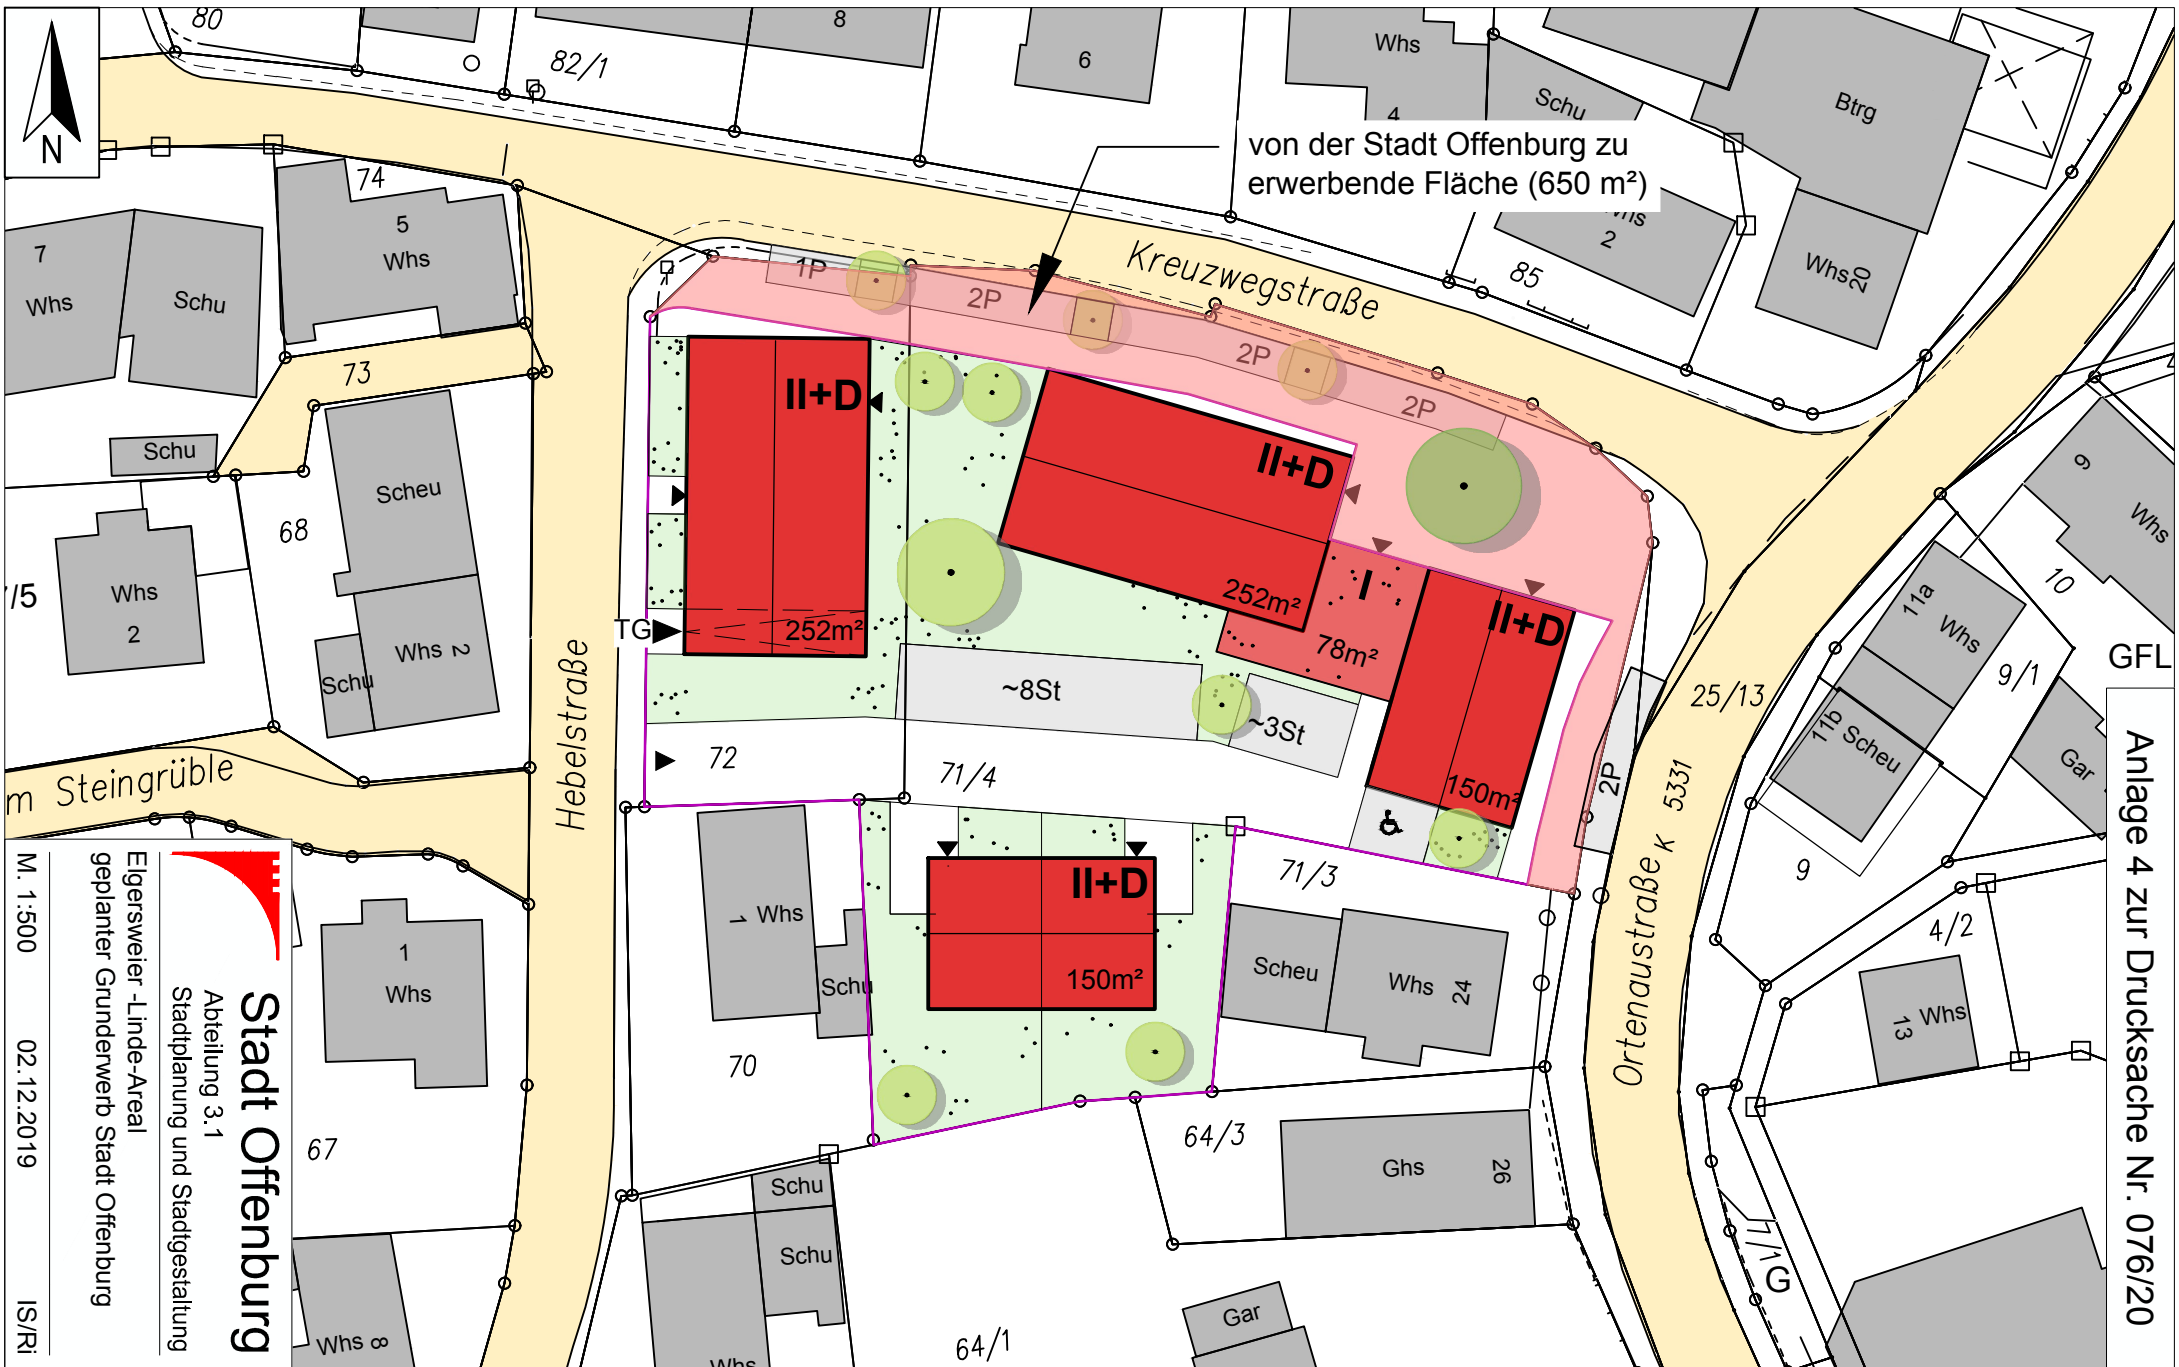 80
82/1
8
6
Whs
4
Schu
Btrg
von der Stadt Offenburg zu
erwerbende Fläche (650 m²)
Whs
2
85
Whs
20
N
74
5
Whs
7
Whs
Schu
73
Schu
Scheu
68
Whs
2
/5
Whs
2
Schu
m Steingrüble
Hebelstraße
Kreuzwegstraße
Ortenaustraße K 5331
25/13
1P
2P
2P
2P
2P
II+D
252m²
II+D
252m²
I
78m²
II+D
150m²
II+D
150m²
TG
~8St
~3St
72
71/4
71/3
1 Whs
Schu
70
Scheu
Whs
24
64/3
Ghs
26
Schu
Schu
Whs
64/1
Gar
67
1
Whs
Whs 8
9
Whs
10
11a
Whs
9/1
11b
Scheu
Gar
9
GFL
4/2
13
Whs
7/1
G
Anlage 4 zur Drucksache Nr. 076/20
Stadt Offenburg
Abteilung 3.1
Stadtplanung und Stadtgestaltung
Elgersweier -Linde-Areal
geplanter Grunderwerb Stadt Offenburg
M. 1:500 02.12.2019 IS/Ri